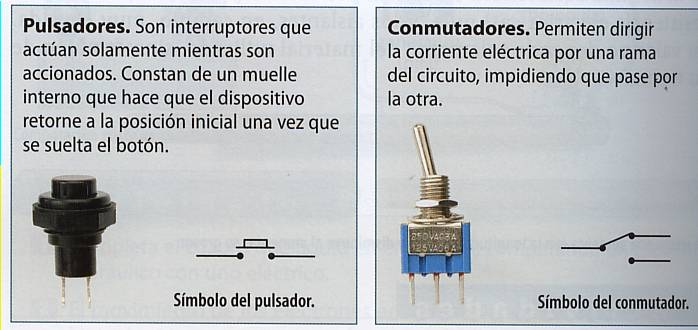 Pulsadores. Son interruptores que
actúan solamente mientras son
accionados. Constan de un muelle
interno que hace que el dispositivo
retorne a la posición inicial una vez que
se suelta el botón.
Símbolo del pulsador.
Conmutadores. Permiten dirigir
la corriente eléctrica por una rama
del circuito, impidiendo que pase por
la otra.
250VAC3A
125VAC6A
Símbolo del conmutador.